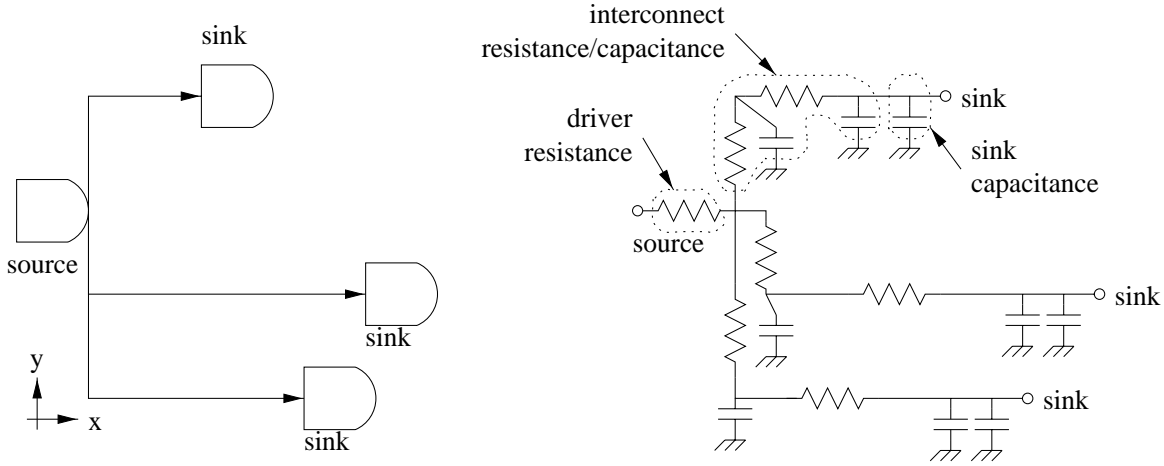 sink
source
sink
sink
y
x
interconnect
resistance/capacitance
driver
resistance
source
sink
sink
capacitance
sink
sink